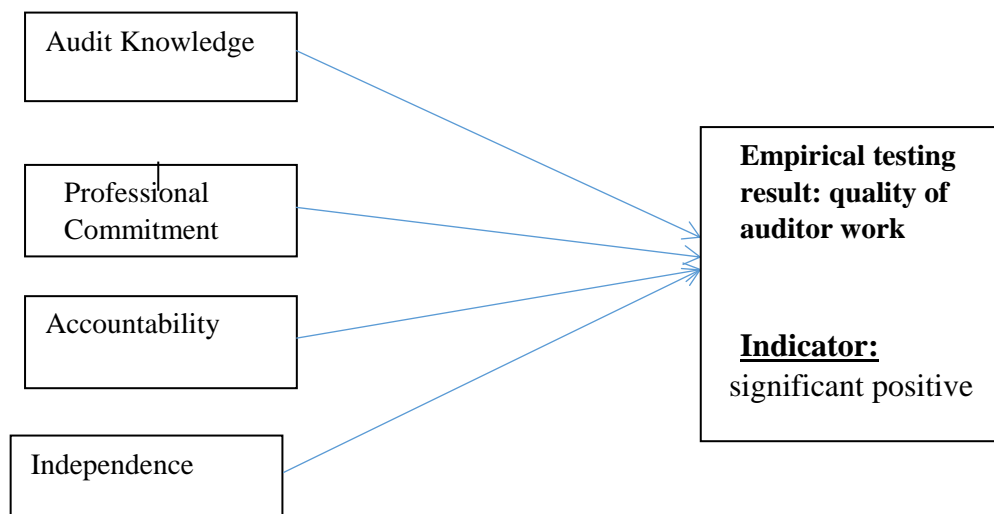 Audit Knowledge
Professional
Commitment
Accountability
Independence
Empirical testing
result: quality of
auditor work
Indicator:
significant positive